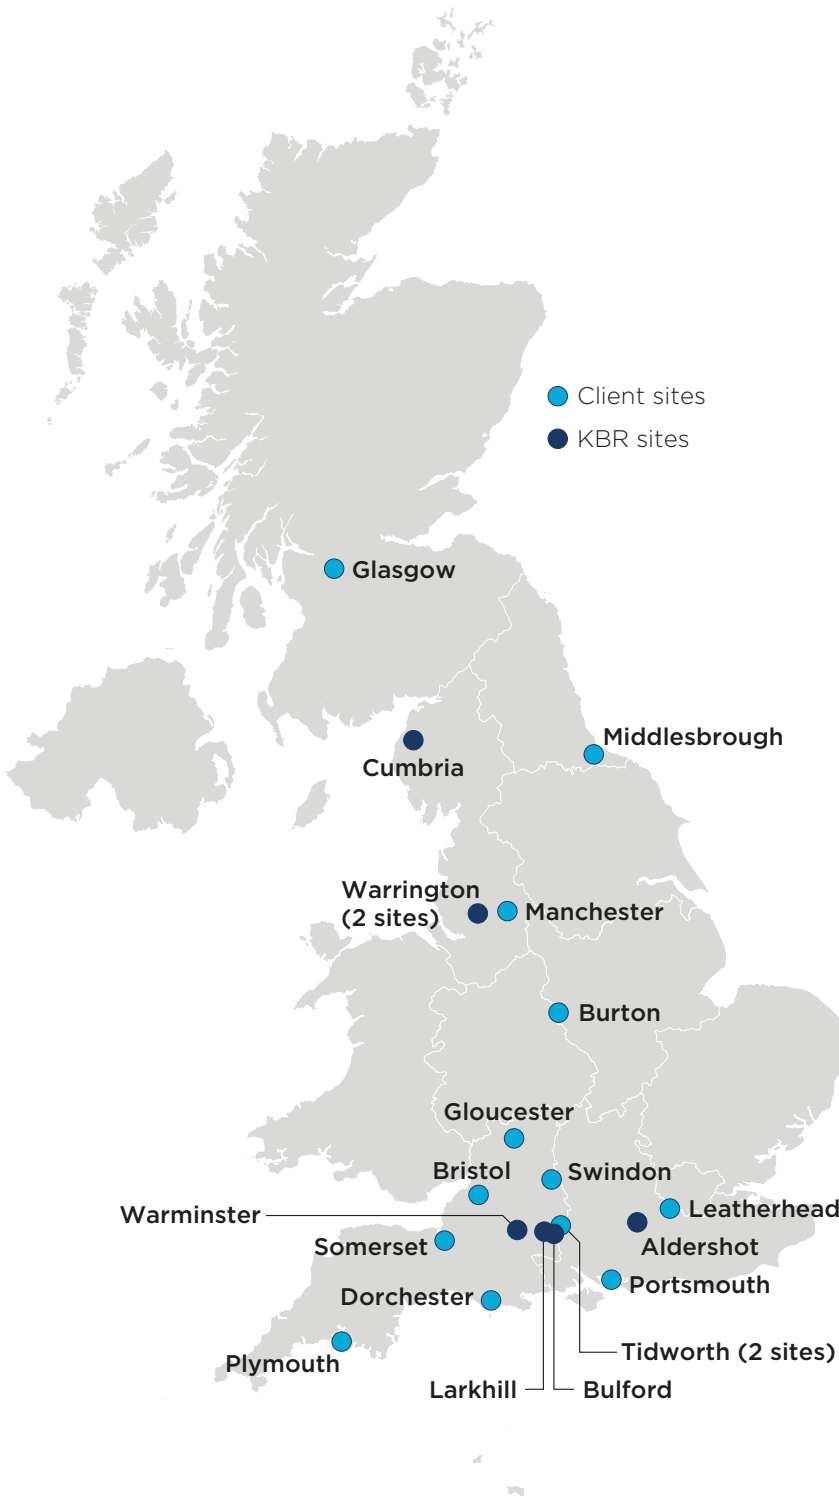 Client sites
KBR sites
Glasgow
Middlesbrough
Cumbria
Warrington
(2 sites)
Manchester
Burton
Gloucester
Bristol
Swindon
Warminster
Leatherhead
Somerset
Aldershot
Dorchester
Portsmouth
Plymouth
Tidworth (2 sites)
Larkhill
Bulford